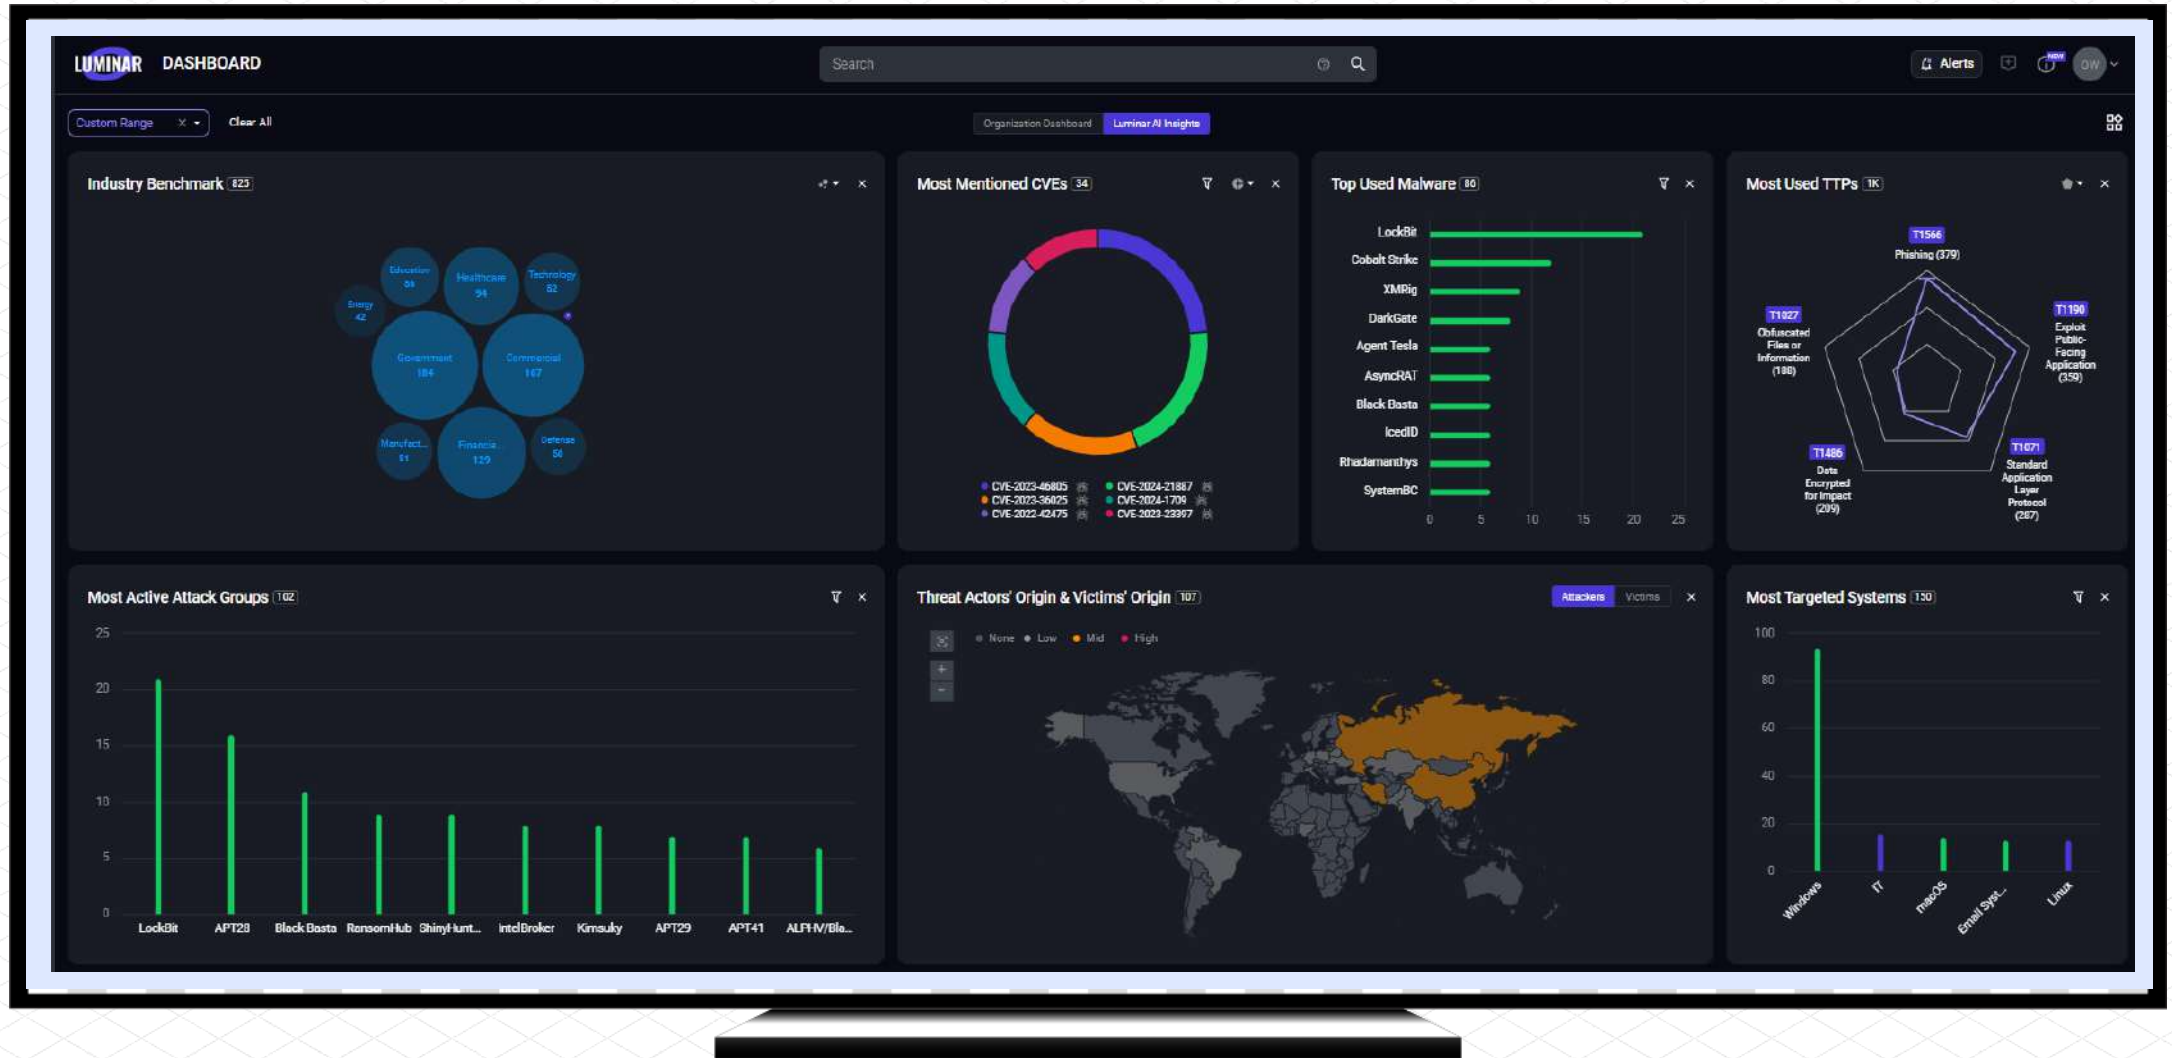 LUMINAR DASHBOARD
Search
Alerts
NEW
OW
Custom Range
Clear All
Organization Dashboard
Luminar AI Insights
Industry Benchmark 825
Education
Healthcare
94
Technology
52
Energy
42
Government
184
Commercial
167
Manufact...
51
Financia...
129
Defense
50
Most Mentioned CVEs 34
CVE-2023-46805
CVE-2024-21887
CVE-2023-36025
CVE-2024-1709
CVE-2022-42475
CVE-2023-23397
Top Used Malware 80
LockBit
Cobalt Strike
XMRig
DarkGate
Agent Tesla
AsyncRAT
Black Basta
IcedID
Rhadamanthys
SystemBC
0 5 10 15 20 25
Most Used TTPs 1K
T1566
Phishing (379)
T1190
Exploit
Public-
Facing
Application
(359)
T1071
Standard
Application
Layer
Protocol
(287)
T1486
Data
Encrypted
for Impact
(209)
T1027
Obfuscated
Files or
Information
(188)
Most Active Attack Groups 102
25
20
15
10
5
0
LockBit APT28 Black Basta RansomHub ShinyHunt... IntelBroker Kimsuky APT29 APT41 ALPHV/Bla...
Threat Actors' Origin & Victims' Origin 107
Attackers
Victims
None Low Mid High
Most Targeted Systems 150
100
80
60
40
20
0
Windows
IT
macOS
Email Syst...
Linux